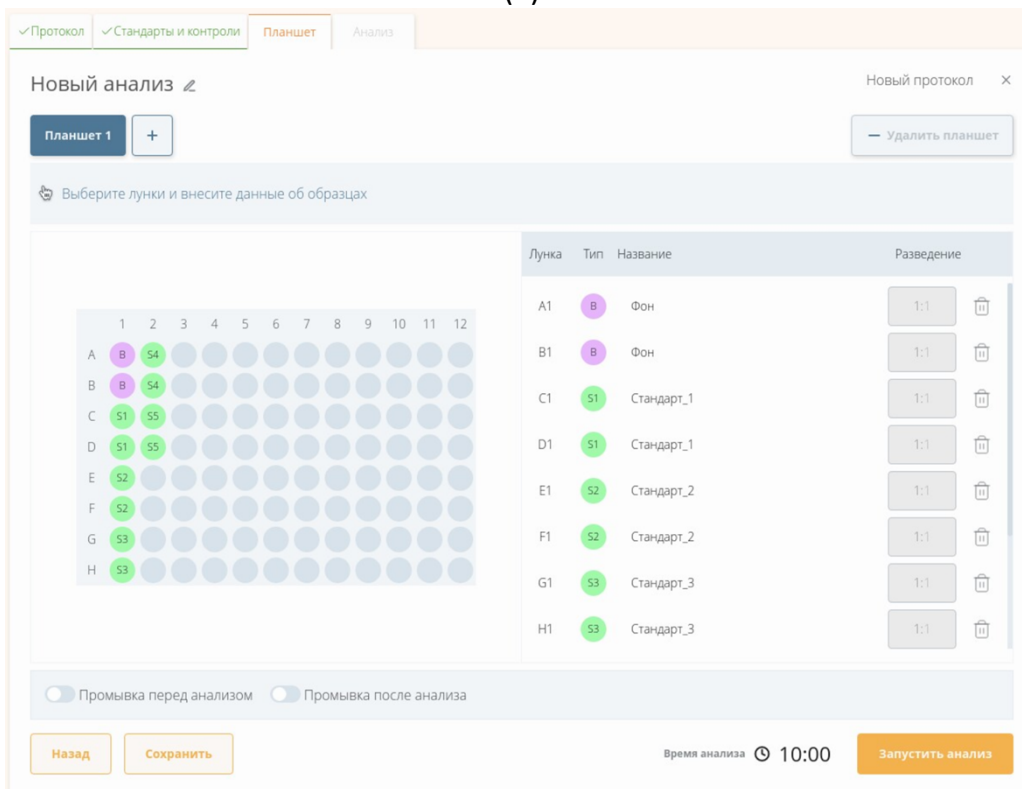 Протокол Стандарты и контроли Планшет Анализ
Новый анализ Новый протокол
Планшет 1 + Удалить планшет
Выберите лунки и внесите данные об образцах
Лунка Тип Название Разведение
A1 B Фон 1:1
B1 B Фон 1:1
C1 S1 Стандарт_1 1:1
D1 S1 Стандарт_1 1:1
E1 S2 Стандарт_2 1:1
F1 S2 Стандарт_2 1:1
G1 S3 Стандарт_3 1:1
H1 S3 Стандарт_3 1:1
1 2 3 4 5 6 7 8 9 10 11 12
A B S4
B B S4
C S1 S5
D S1 S5
E S2
F S2
G S3
H S3
Промывка перед анализом Промывка после анализа
Назад Сохранить Время анализа 10:00 Запустить анализ